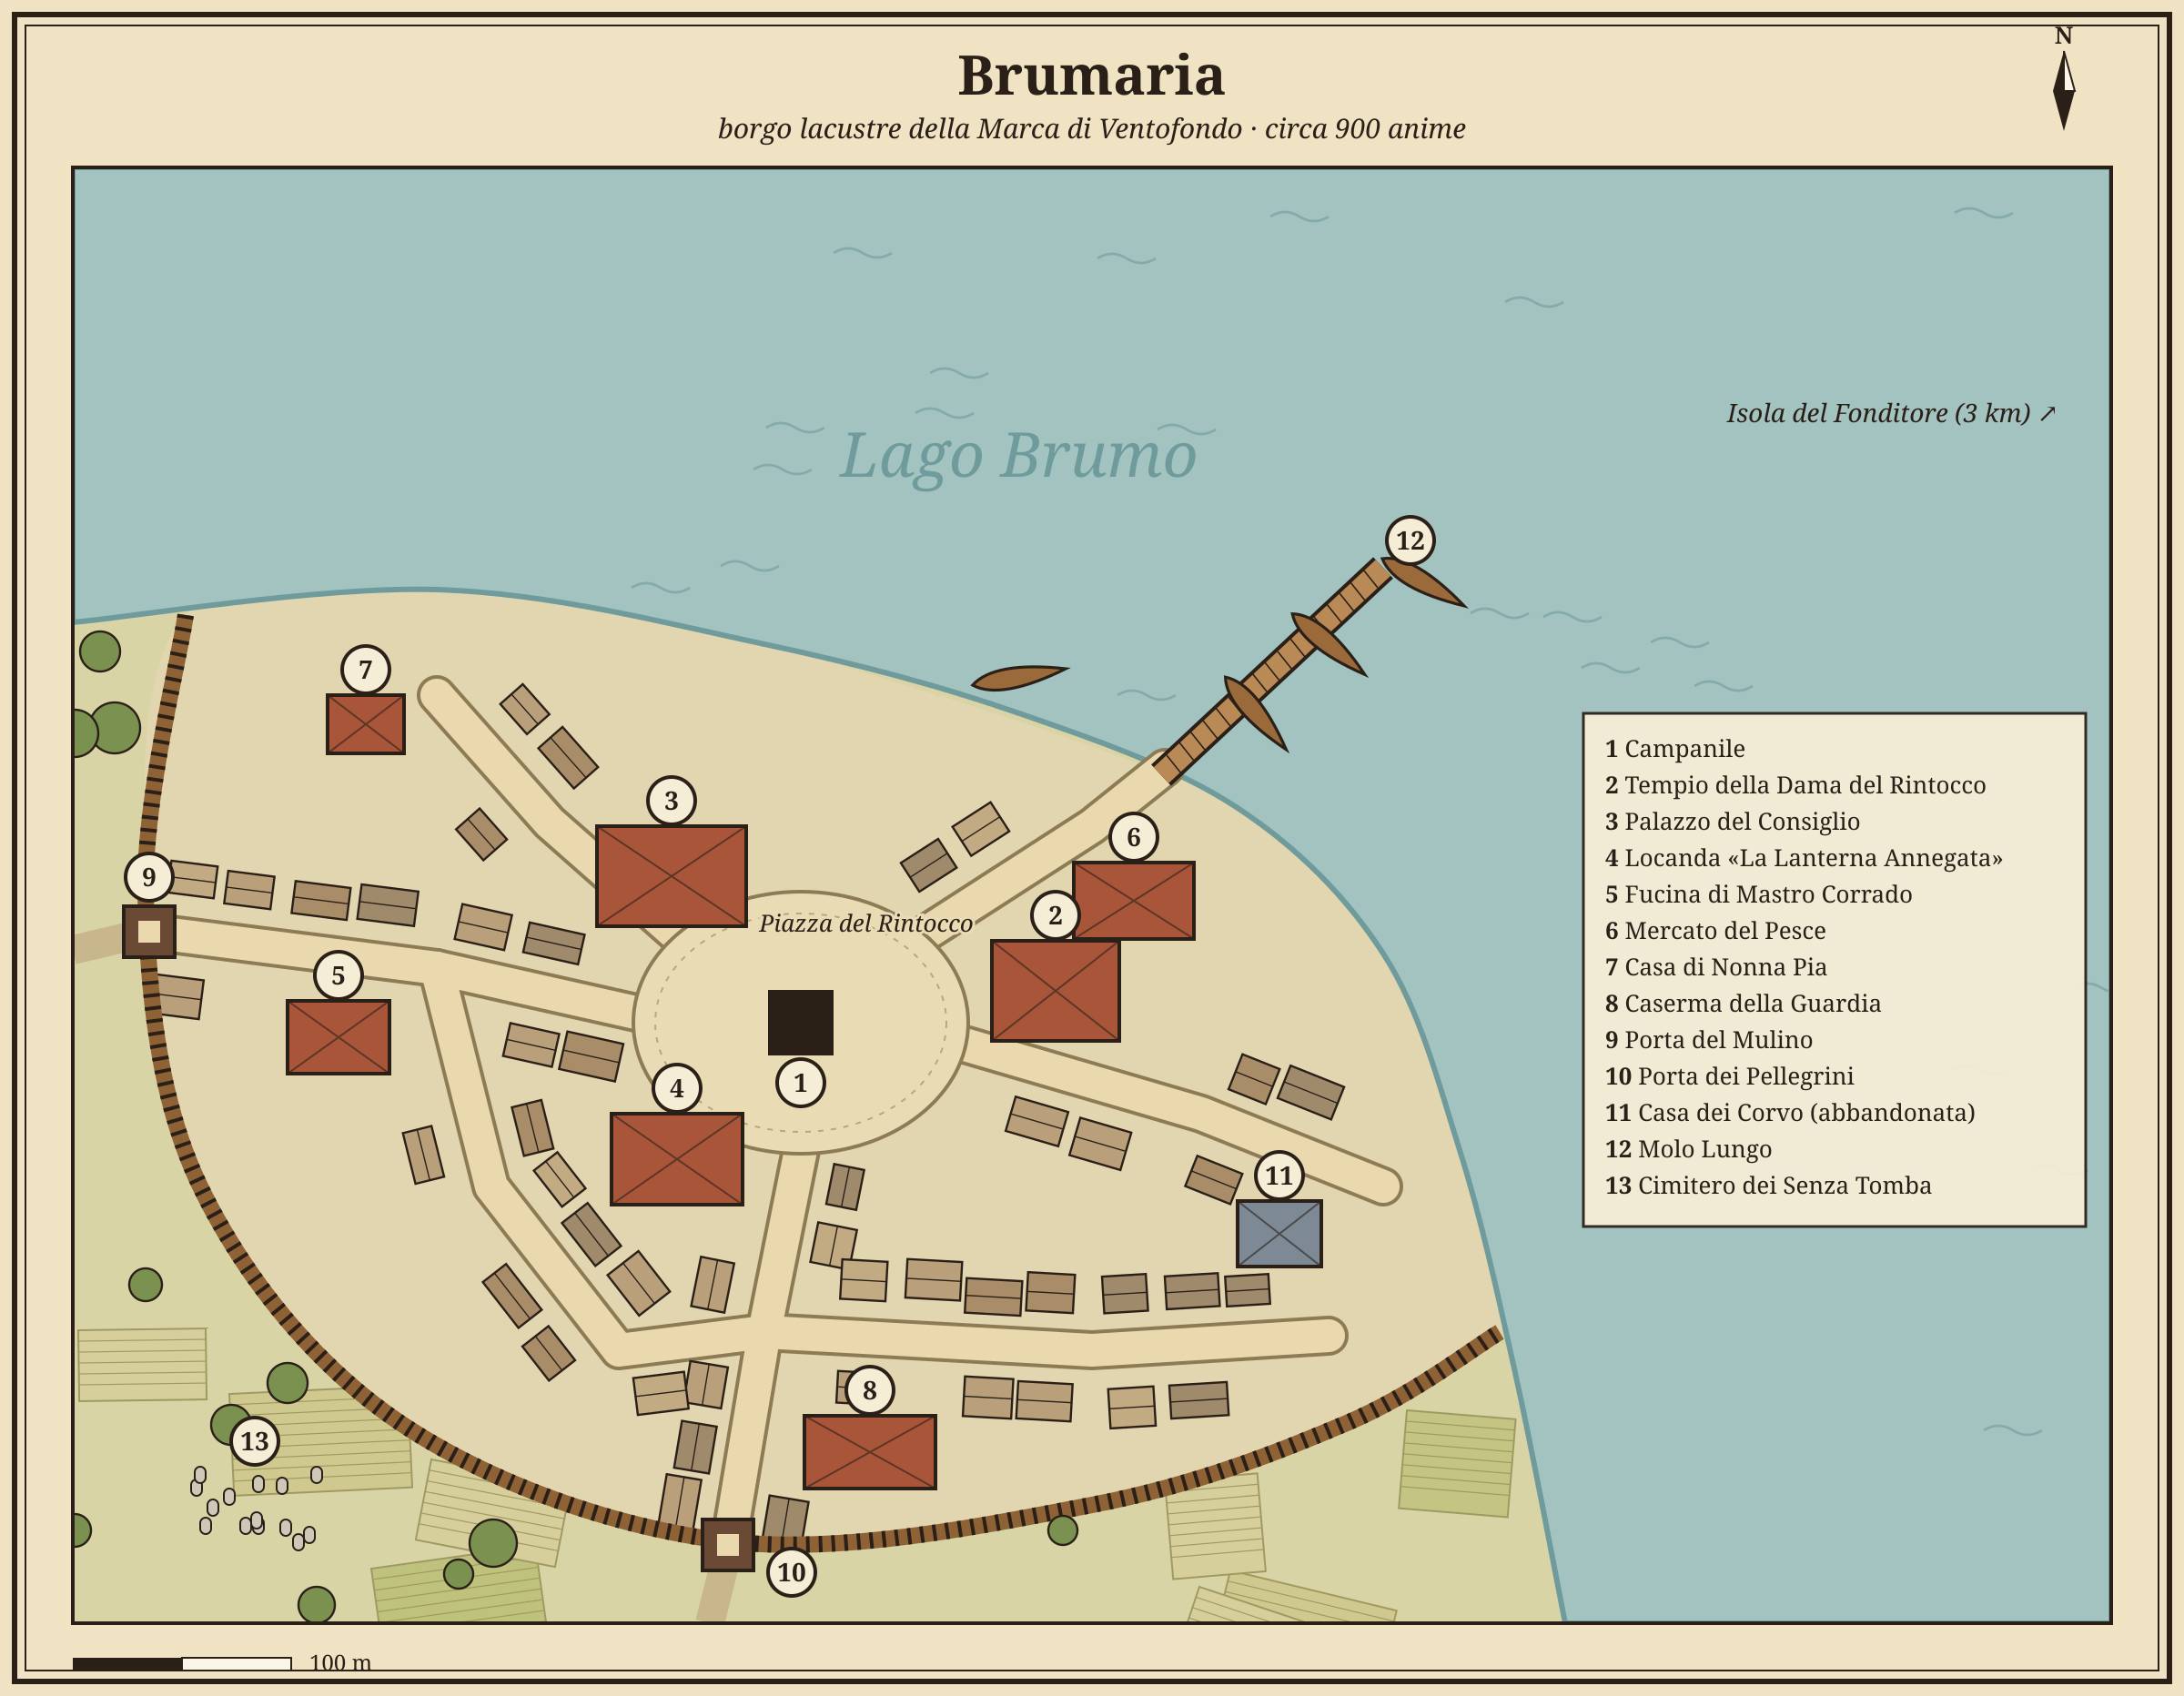 N
Brumaria
borgo lacustre della Marca di Ventofondo · circa 900 anime
Isola del Fonditore (3 km) ↗
Lago Brumo
12
7
3
6
9
2
Piazza del Rintocco
5
1
4
11
8
13
10
1 Campanile
2 Tempio della Dama del Rintocco
3 Palazzo del Consiglio
4 Locanda «La Lanterna Annegata»
5 Fucina di Mastro Corrado
6 Mercato del Pesce
7 Casa di Nonna Pia
8 Caserma della Guardia
9 Porta del Mulino
10 Porta dei Pellegrini
11 Casa dei Corvo (abbandonata)
12 Molo Lungo
13 Cimitero dei Senza Tomba
100 m